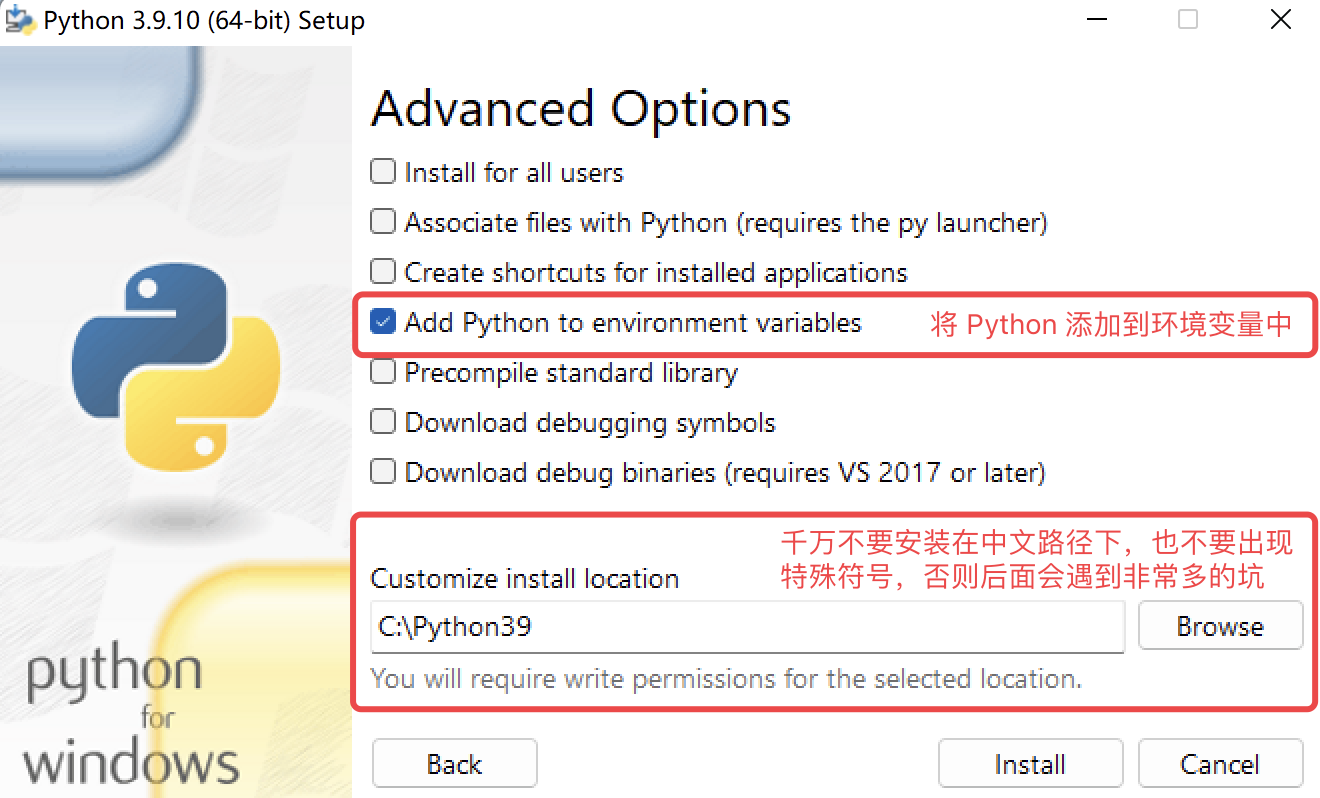 Python 3.9.10 (64-bit) Setup
Advanced Options
Install for all users
Associate files with Python (requires the py launcher)
Create shortcuts for installed applications
Add Python to environment variables
将 Python 添加到环境变量中
Precompile standard library
Download debugging symbols
Download debug binaries (requires VS 2017 or later)
千万不要安装在中文路径下，也不要出现
特殊符号，否则后面会遇到非常多的坑
Customize install location
C:\Python39
Browse
You will require write permissions for the selected location.
python
for
windows
Back
Install
Cancel